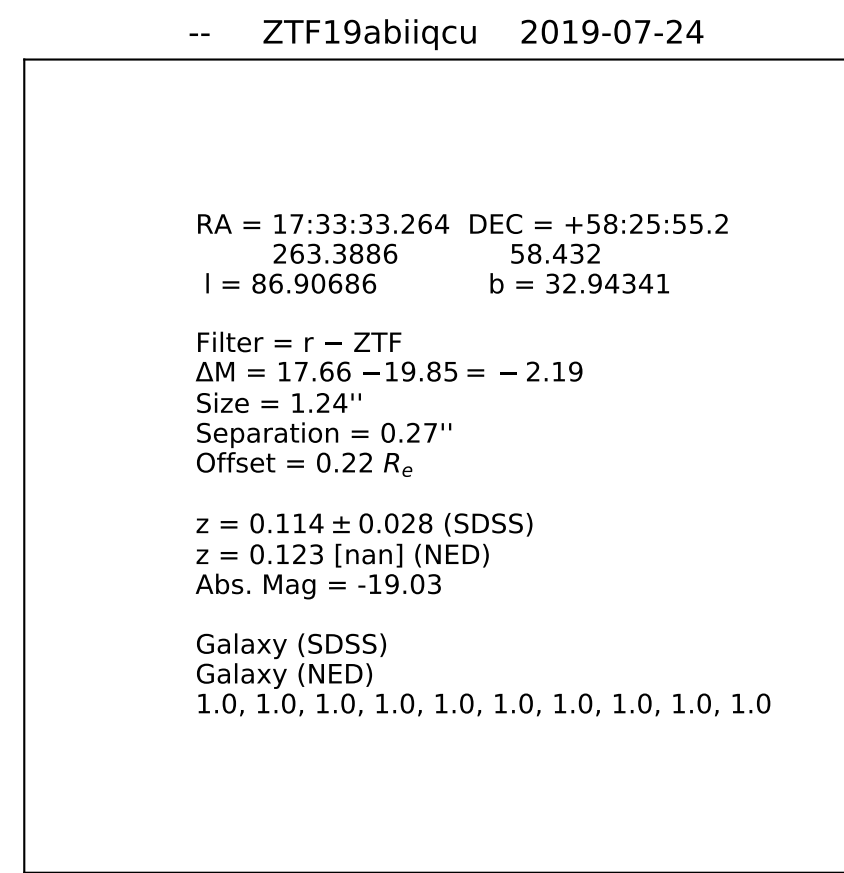 -- ZTF19abiiqcu 2019-07-24
RA = 17:33:33.264 DEC = +58:25:55.2
263.3886 58.432
l = 86.90686 b = 32.94341
Filter = r − ZTF
ΔM = 17.66 −19.85 = − 2.19
Size = 1.24''
Separation = 0.27''
Offset = 0.22 Re
z = 0.114 ± 0.028 (SDSS)
z = 0.123 [nan] (NED)
Abs. Mag = -19.03
Galaxy (SDSS)
Galaxy (NED)
1.0, 1.0, 1.0, 1.0, 1.0, 1.0, 1.0, 1.0, 1.0, 1.0